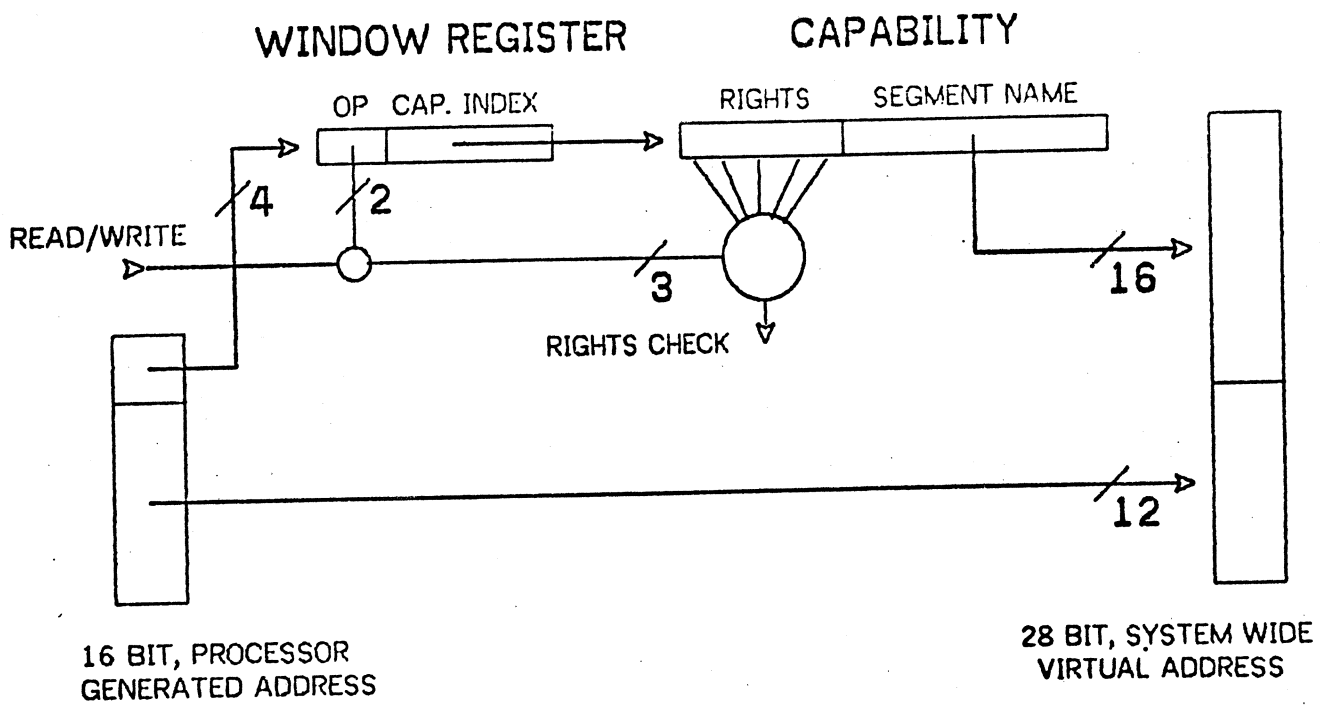 WINDOW REGISTER
CAPABILITY
OP
CAP. INDEX
RIGHTS
SEGMENT NAME
4
2
READ/WRITE
3
16
RIGHTS CHECK
12
16 BIT, PROCESSOR
GENERATED ADDRESS
28 BIT, SYSTEM WIDE
VIRTUAL ADDRESS